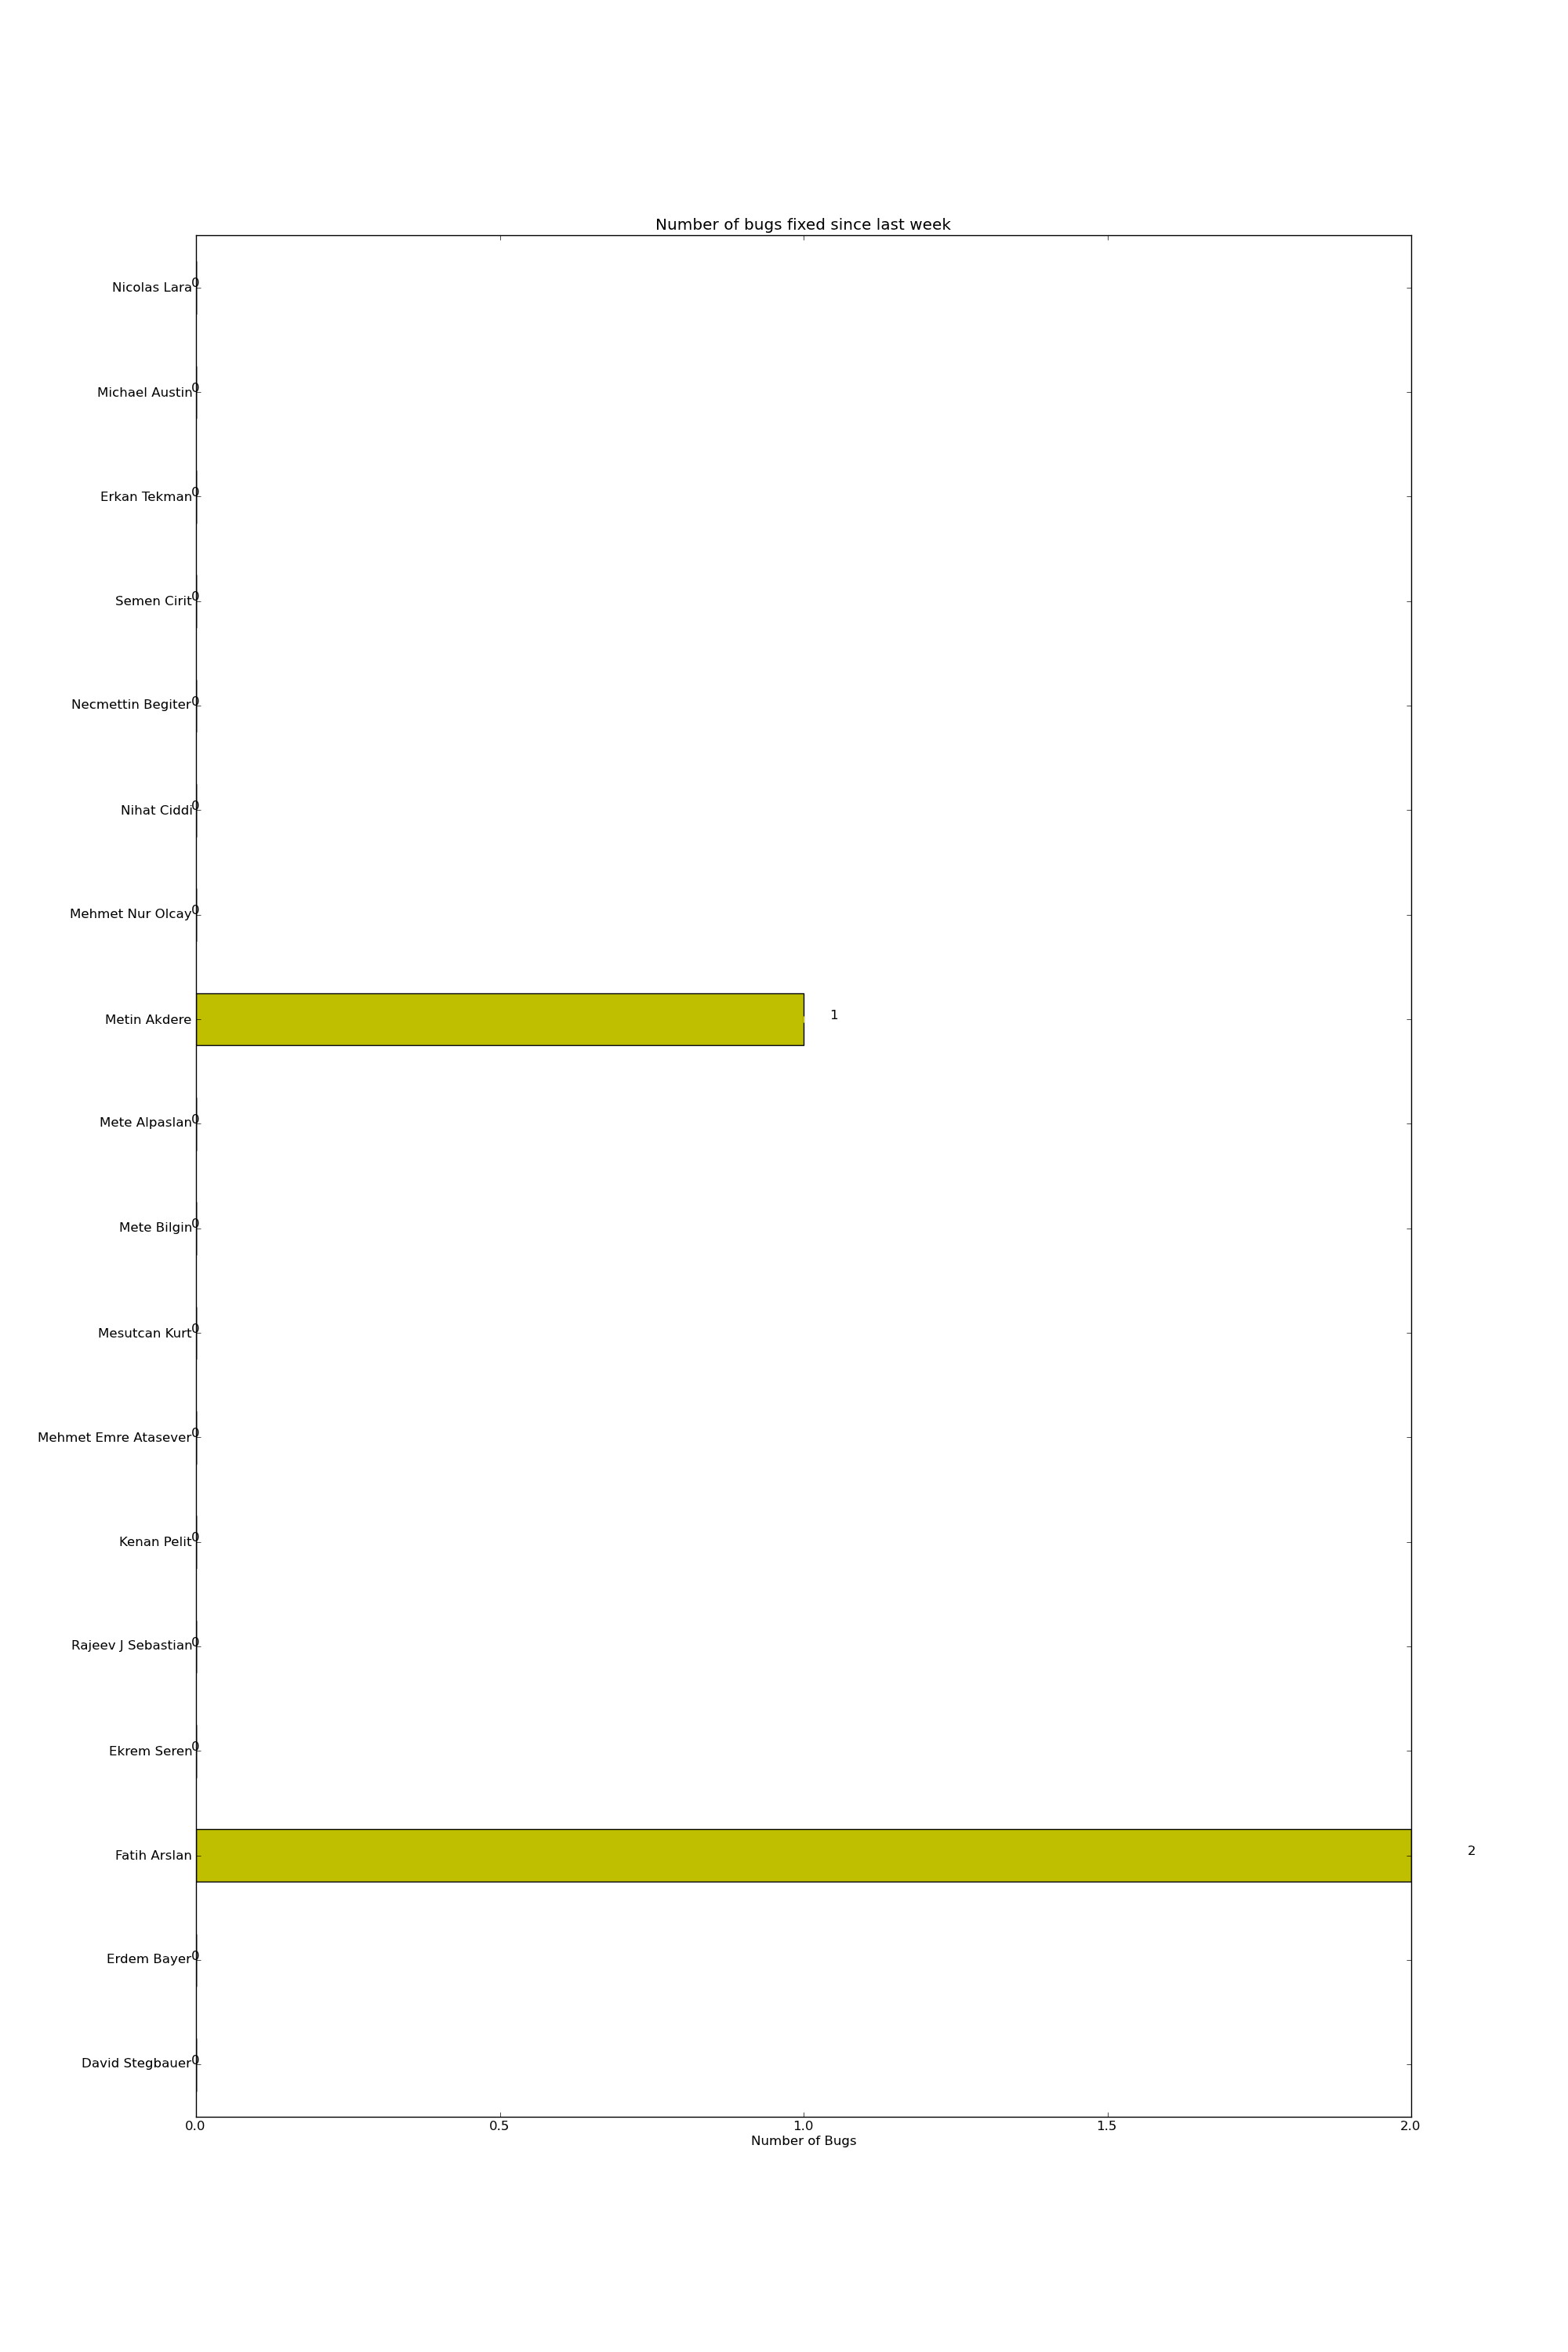 Number of bugs fixed since last week
Nicolas Lara 0
Michael Austin 0
Erkan Tekman 0
Semen Cirit 0
Necmettin Begiter 0
Nihat Ciddi 0
Mehmet Nur Olcay 0
Metin Akdere 1
Mete Alpaslan 0
Mete Bilgin 0
Mesutcan Kurt 0
Mehmet Emre Atasever 0
Kenan Pelit 0
Rajeev J Sebastian 0
Ekrem Seren 0
Fatih Arslan 2
Erdem Bayer 0
David Stegbauer 0
0.0 0.5 1.0 1.5 2.0
Number of Bugs